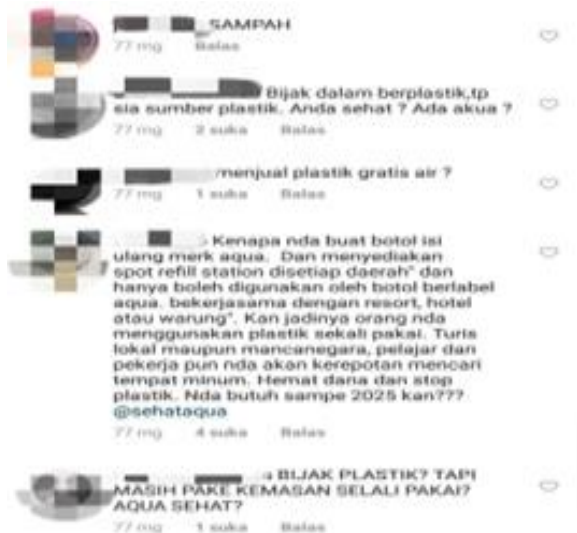 SAMPAH
77 mg Balas
Bijak dalam berplastik,tp
sia sumber plastik. Anda sehat ? Ada akua ?
77 mg 2 suka Balas
menjual plastik gratis air ?
77 mg 1 suka Balas
Kenapa nda buat botol isi
ulang merk aqua. Dan menyediakan
spot refill station disetiap daerah" dan
hanya boleh digunakan oleh botol berlabel
aqua. bekerjasama dengan resort, hotel
atau warung". Kan jadinya orang nda
menggunakan plastik sekali pakai. Turis
lokal maupun mancanegara, pelajar dan
pekerja pun nda akan kerepotan mencari
tempat minum. Hemat dana dan stop
plastik. Nda butuh sampe 2025 kan???
@sehataqua
77 mg 4 suka Balas
BIJAK PLASTIK? TAPI
MASIH PAKE KEMASAN SELALI PAKAI?
AQUA SEHAT?
77 mg 1 suka Balas